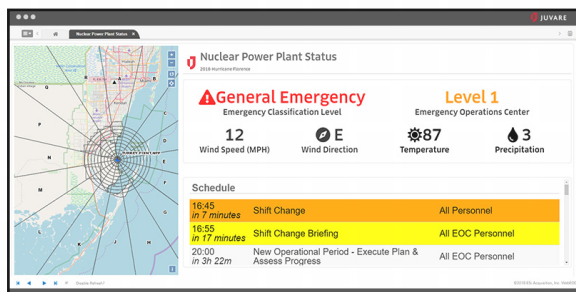 JUVARE
Nuclear Power Plant Status
Nuclear Power Plant Status
2018 Hurricane Florence
General Emergency
Level 1
Emergency Classification Level
Emergency Operations Center
12
E
87
3
Wind Speed (MPH)
Wind Direction
Temperature
Precipitation
Schedule
16:45
in 7 minutes
Shift Change
All Personnel
16:55
in 17 minutes
Shift Change Briefing
All EOC Personnel
20:00
in 3h 22m
New Operational Period - Execute Plan &
Assess Progress
All EOC Personnel
Q
A
P
N
M
L
K
J
H